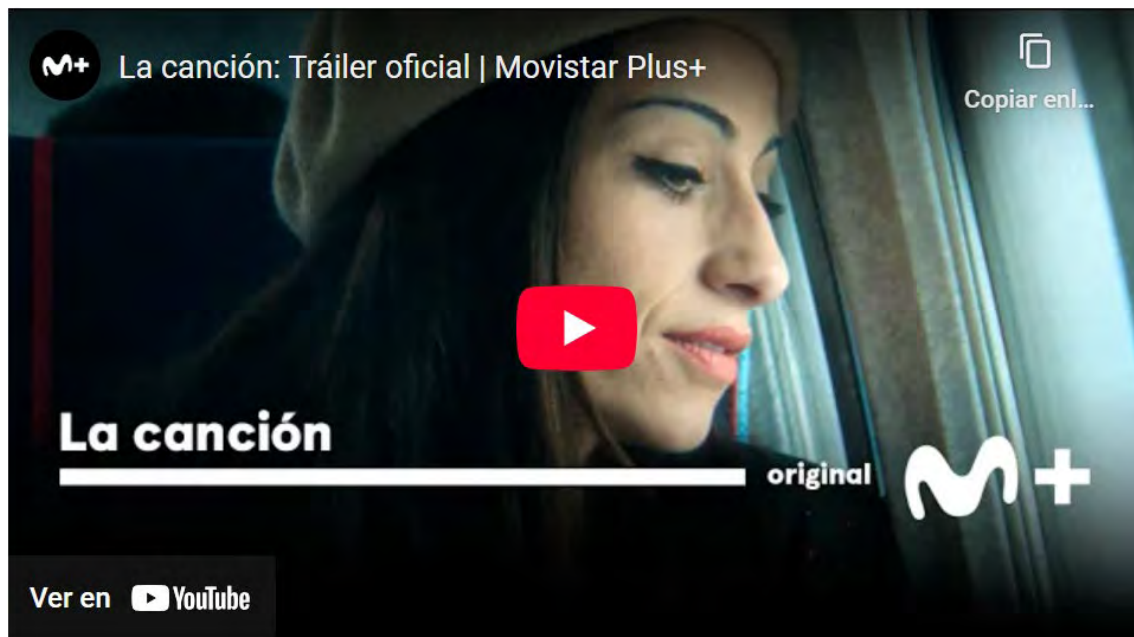 M+
La canción: Tráiler oficial | Movistar Plus+
Copiar enl...
La canción
original
M+
Ver en YouTube